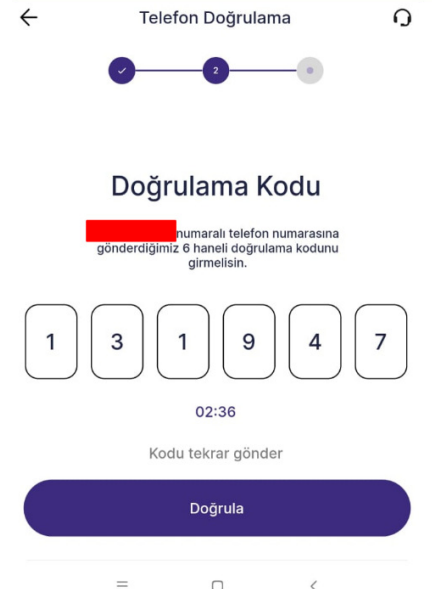 Telefon Doğrulama
2
Doğrulama Kodu
numaralı telefon numarasına
gönderdiğimiz 6 haneli doğrulama kodunu
girmelisin.
1 3 1 9 4 7
02:36
Kodu tekrar gönder
Doğrula